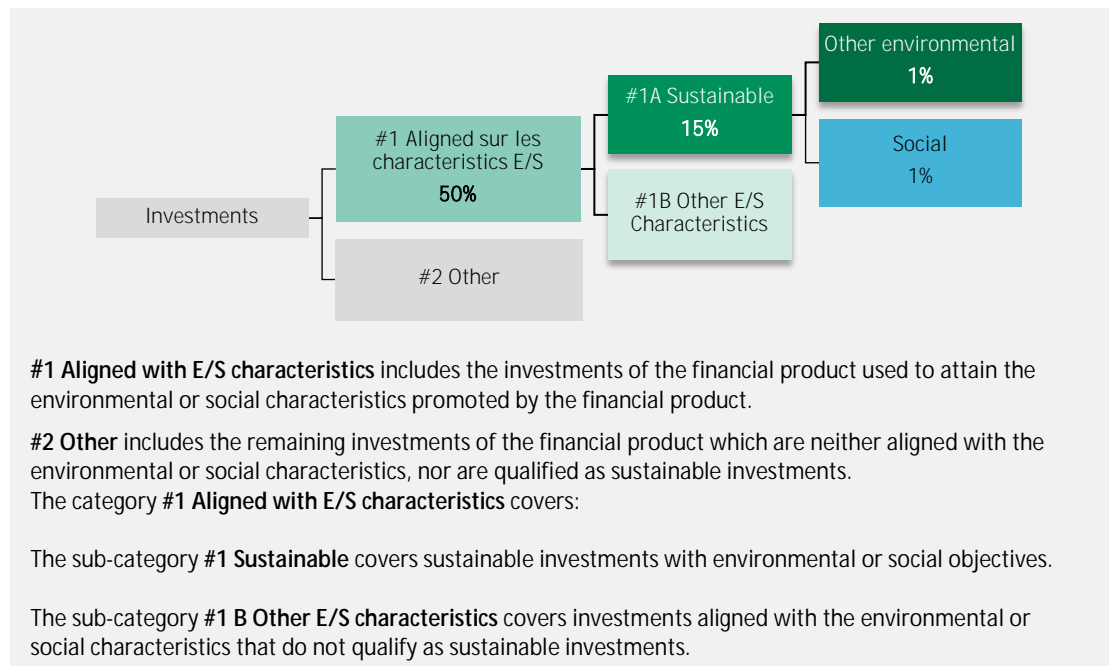 Other environmental
1%
#1A Sustainable
15%
#1 Aligned sur les
characteristics E/S
50%
Social
1%
#1B Other E/S
Characteristics
Investments
#2 Other
#1 Aligned with E/S characteristics includes the investments of the financial product used to attain the
environmental or social characteristics promoted by the financial product.
#2 Other includes the remaining investments of the financial product which are neither aligned with the
environmental or social characteristics, nor are qualified as sustainable investments.
The category #1 Aligned with E/S characteristics covers:
The sub-category #1 Sustainable covers sustainable investments with environmental or social objectives.
The sub-category #1 B Other E/S characteristics covers investments aligned with the environmental or
social characteristics that do not qualify as sustainable investments.